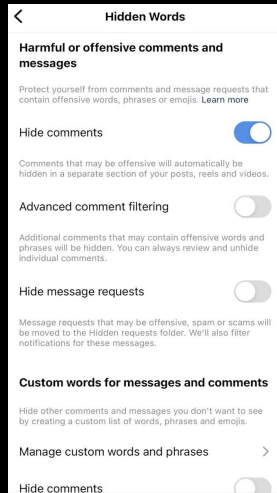 Hidden Words
Harmful or offensive comments and
messages
Protect yourself from comments and message requests that
contain offensive words, phrases or emojis. Learn more
Hide comments
Comments that may be offensive will automatically be
hidden in a separate section of your posts, reels and videos.
Advanced comment filtering
Additional comments that may contain offensive words and
phrases will be hidden. You can always review and unhide
individual comments.
Hide message requests
Message requests that may be offensive, spam or scams will
be moved to the Hidden requests folder. We'll also filter
notifications for these messages.
Custom words for messages and comments
Hide other comments and messages you don't want to see
by creating a custom list of words, phrases and emojis.
Manage custom words and phrases
Hide comments